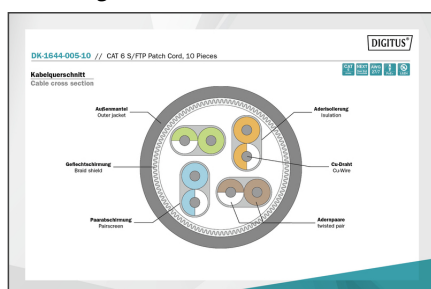 DIGITUS®
DK-1644-005-10 // CAT 6 S/FTP Patch Cord, 10 Pieces
Kabelquerschnitt
Cable cross section
Außenmantel
Outer jacket
Aderisolierung
Isulation
Geflechtschirmung
Braid shield
Cu-Draht
Cu-Wire
Paarabschirmung
Pairscreen
Adernpaare
twisted pair